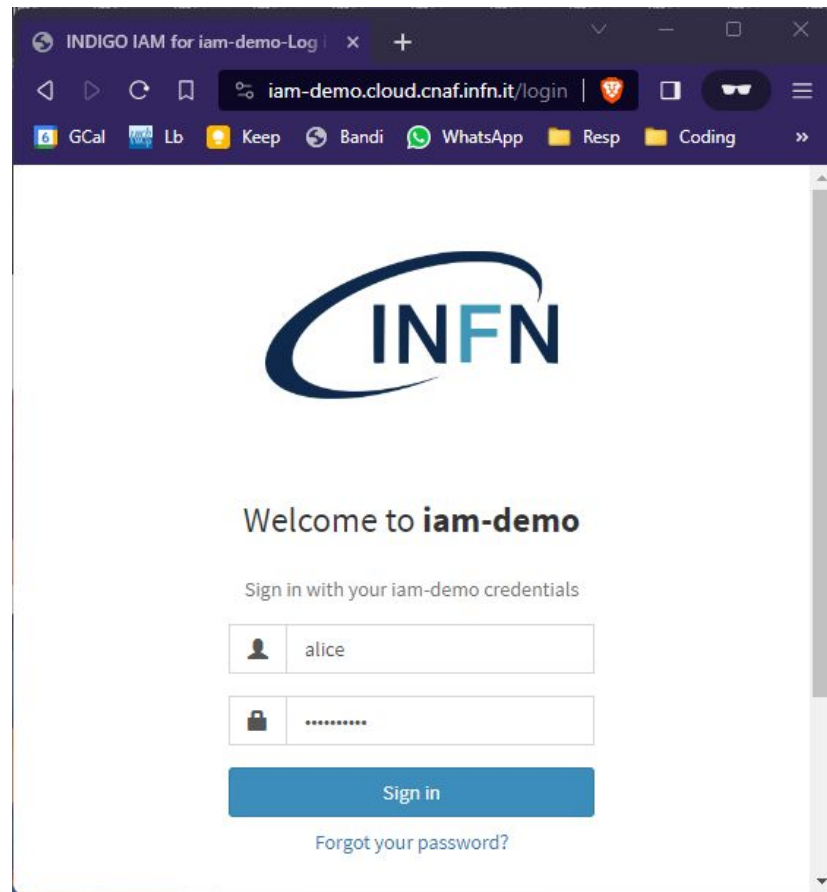 INDIGO IAM for iam-demo-Log i
iam-demo.cloud.cnaf.infn.it/login
6 GCal Lb Keep Bandi WhatsApp Resp Coding »
INFN
Welcome to iam-demo
Sign in with your iam-demo credentials
alice
••••••••••
Sign in
Forgot your password?